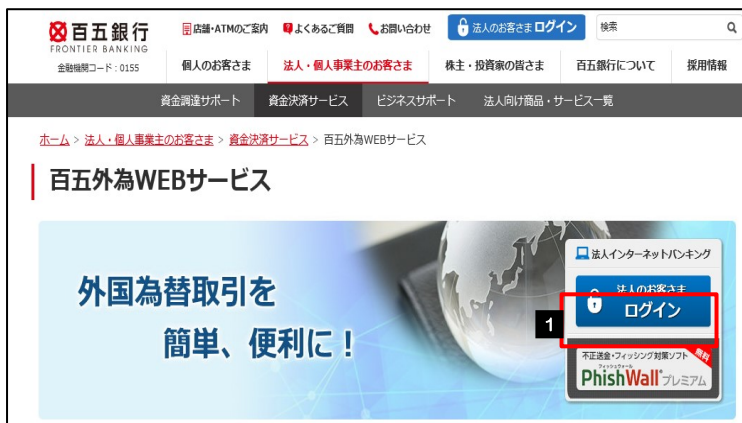 百五銀行
FRONTIER BANKING
金融機関コード：0155
店舗・ATMのご案内 よくあるご質問 お問い合わせ 法人のお客さま ログイン 検索
個人のお客さま 法人・個人事業主のお客さま 株主・投資家の皆さま 百五銀行について 採用情報
資金調達サポート 資金決済サービス ビジネスサポート 法人向け商品・サービス一覧
ホーム > 法人・個人事業主のお客さま > 資金決済サービス > 百五外為WEBサービス
百五外為WEBサービス
外国為替取引を
簡単、便利に！
法人インターネットバンキング
法人のお客さま
ログイン
1
不正送金・フィッシング対策ソフト 無料
フィッシュウォール
PhishWall プレミアム